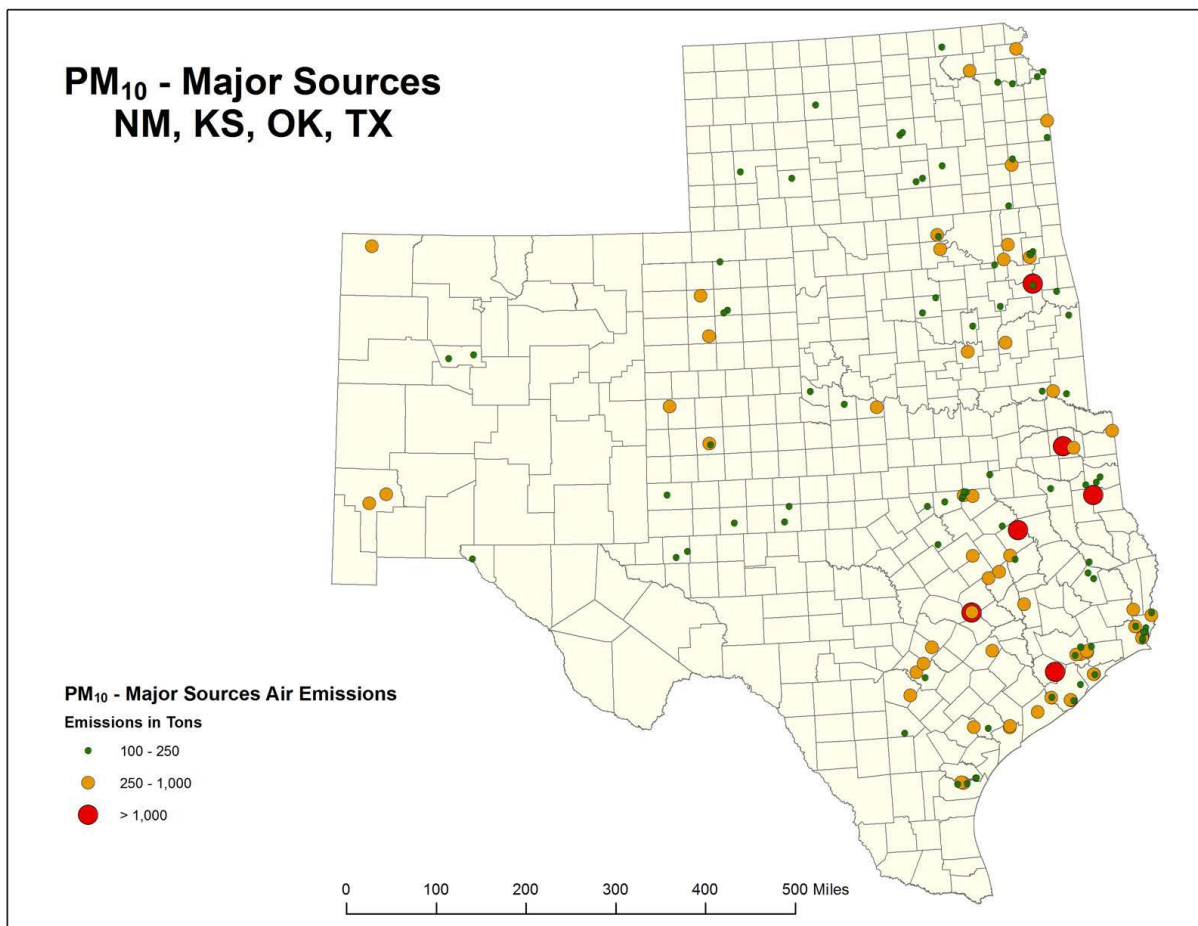 PM₁₀ - Major Sources
NM, KS, OK, TX
PM₁₀ - Major Sources Air Emissions
Emissions in Tons
100 - 250
250 - 1,000
> 1,000
0 100 200 300 400 500 Miles